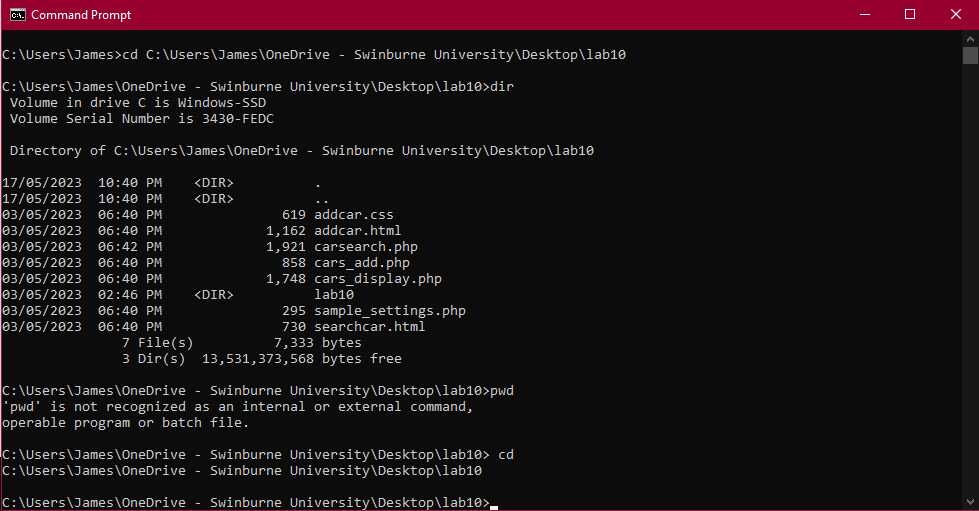 Command Prompt
C:\Users\James>cd C:\Users\James\OneDrive - Swinburne University\Desktop\lab10
C:\Users\James\OneDrive - Swinburne University\Desktop\lab10>dir
 Volume in drive C is Windows-SSD
 Volume Serial Number is 3430-FEDC
 Directory of C:\Users\James\OneDrive - Swinburne University\Desktop\lab10
17/05/2023  10:40 PM    <DIR>          .
17/05/2023  10:40 PM    <DIR>          ..
03/05/2023  06:40 PM               619 addcar.css
03/05/2023  06:40 PM             1,162 addcar.html
03/05/2023  06:42 PM             1,921 carsearch.php
03/05/2023  06:40 PM               858 cars_add.php
03/05/2023  06:40 PM             1,748 cars_display.php
03/05/2023  02:46 PM    <DIR>          lab10
03/05/2023  06:40 PM               295 sample_settings.php
03/05/2023  06:40 PM               730 searchcar.html
               7 File(s)          7,333 bytes
               3 Dir(s)  13,531,373,568 bytes free
C:\Users\James\OneDrive - Swinburne University\Desktop\lab10>pwd
'pwd' is not recognized as an internal or external command,
operable program or batch file.
C:\Users\James\OneDrive - Swinburne University\Desktop\lab10> cd
C:\Users\James\OneDrive - Swinburne University\Desktop\lab10
C:\Users\James\OneDrive - Swinburne University\Desktop\lab10>